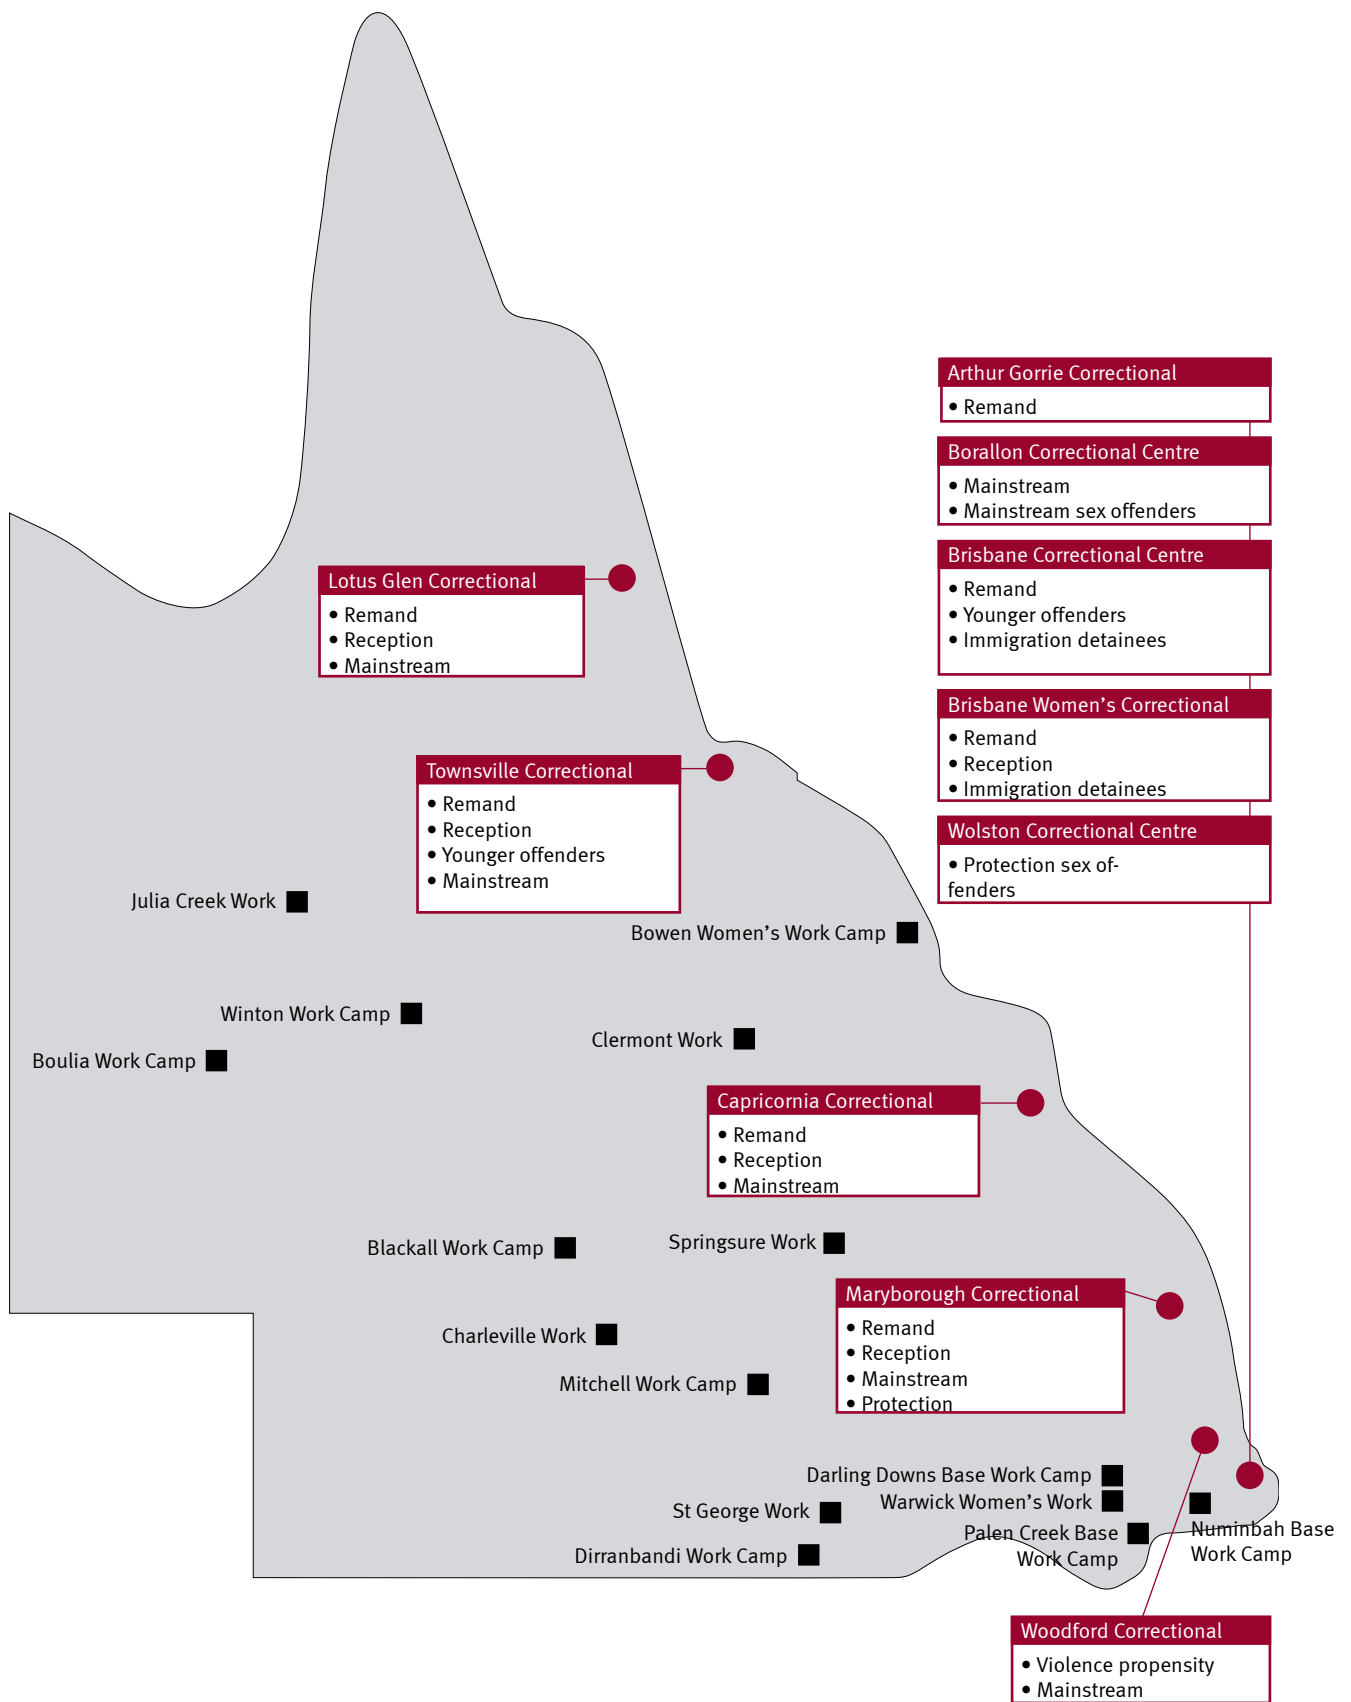 Arthur Gorrie Correctional
• Remand
Borallon Correctional Centre
• Mainstream
• Mainstream sex offenders
Brisbane Correctional Centre
• Remand
• Younger offenders
• Immigration detainees
Brisbane Women’s Correctional
• Remand
• Reception
• Immigration detainees
Wolston Correctional Centre
• Protection sex of-
fenders
Lotus Glen Correctional
• Remand
• Reception
• Mainstream
Townsville Correctional
• Remand
• Reception
• Younger offenders
• Mainstream
Julia Creek Work
Bowen Women’s Work Camp
Winton Work Camp
Clermont Work
Boulia Work Camp
Capricornia Correctional
• Remand
• Reception
• Mainstream
Blackall Work Camp
Springsure Work
Maryborough Correctional
• Remand
• Reception
• Mainstream
• Protection
Charleville Work
Mitchell Work Camp
Darling Downs Base Work Camp
Warwick Women’s Work
St George Work
Palen Creek Base
Work Camp
Numinbah Base
Work Camp
Dirranbandi Work Camp
Woodford Correctional
• Violence propensity
• Mainstream